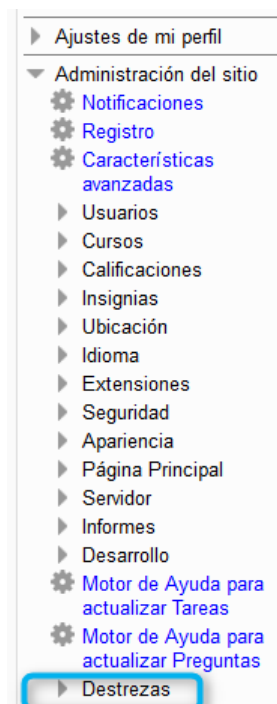 Ajustes de mi perfil
Administración del sitio
Notificaciones
Registro
Características
avanzadas
Usuarios
Cursos
Calificaciones
Insignias
Ubicación
Idioma
Extensiones
Seguridad
Apariencia
Página Principal
Servidor
Informes
Desarrollo
Motor de Ayuda para
actualizar Tareas
Motor de Ayuda para
actualizar Preguntas
Destrezas